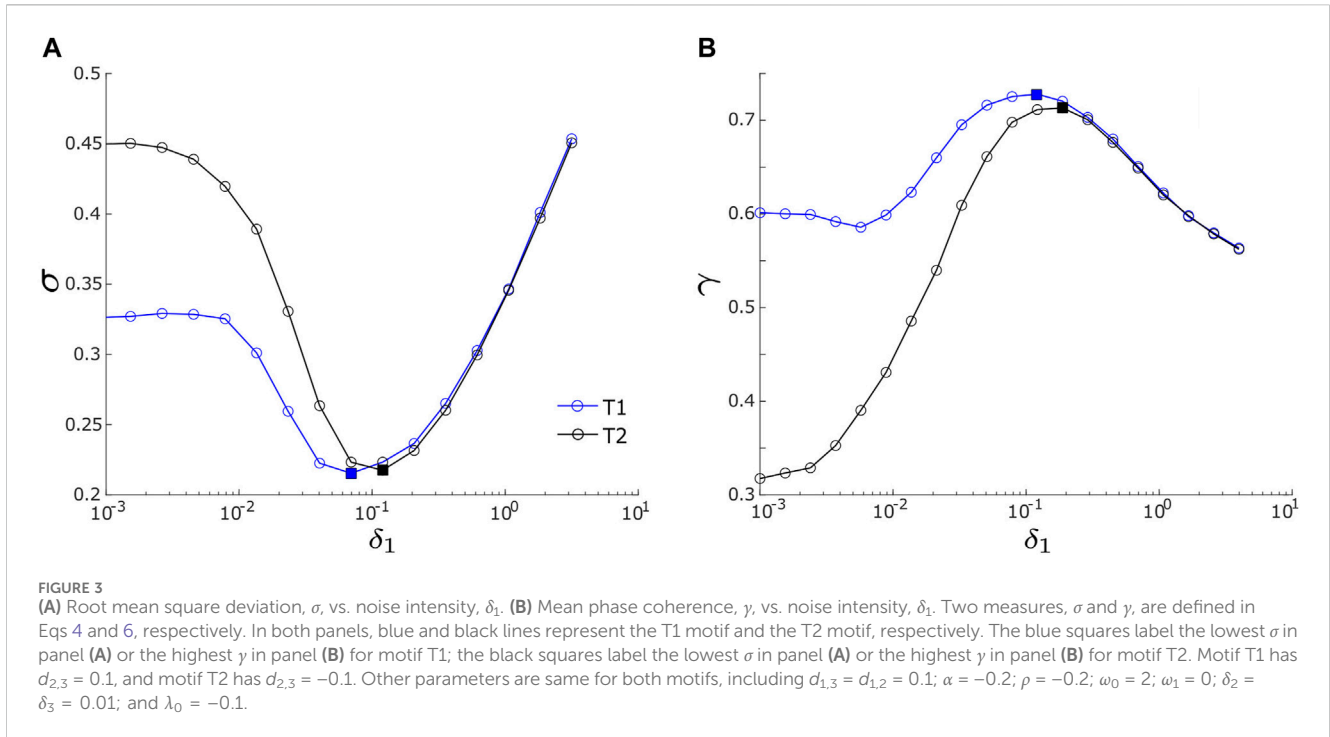 A
B
0.5
0.45
0.4
0.35
0.3
0.25
0.2
σ
10⁻³
10⁻²
10⁻¹
10⁰
10¹
δ₁
T1
T2
0.7
0.6
0.5
0.4
0.3
γ
10⁻³
10⁻²
10⁻¹
10⁰
10¹
δ₁
FIGURE 3
(A) Root mean square deviation, σ, vs. noise intensity, δ₁. (B) Mean phase coherence, γ, vs. noise intensity, δ₁. Two measures, σ and γ, are defined in
Eqs 4 and 6, respectively. In both panels, blue and black lines represent the T1 motif and the T2 motif, respectively. The blue squares label the lowest σ in
panel (A) or the highest γ in panel (B) for motif T1; the black squares label the lowest σ in panel (A) or the highest γ in panel (B) for motif T2. Motif T1 has
d₂,₃ = 0.1, and motif T2 has d₂,₃ = −0.1. Other parameters are same for both motifs, including d₁,₃ = d₁,₂ = 0.1; α = −0.2; ρ = −0.2; ω₀ = 2; ω₁ = 0; δ₂ =
δ₃ = 0.01; and λ₀ = −0.1.